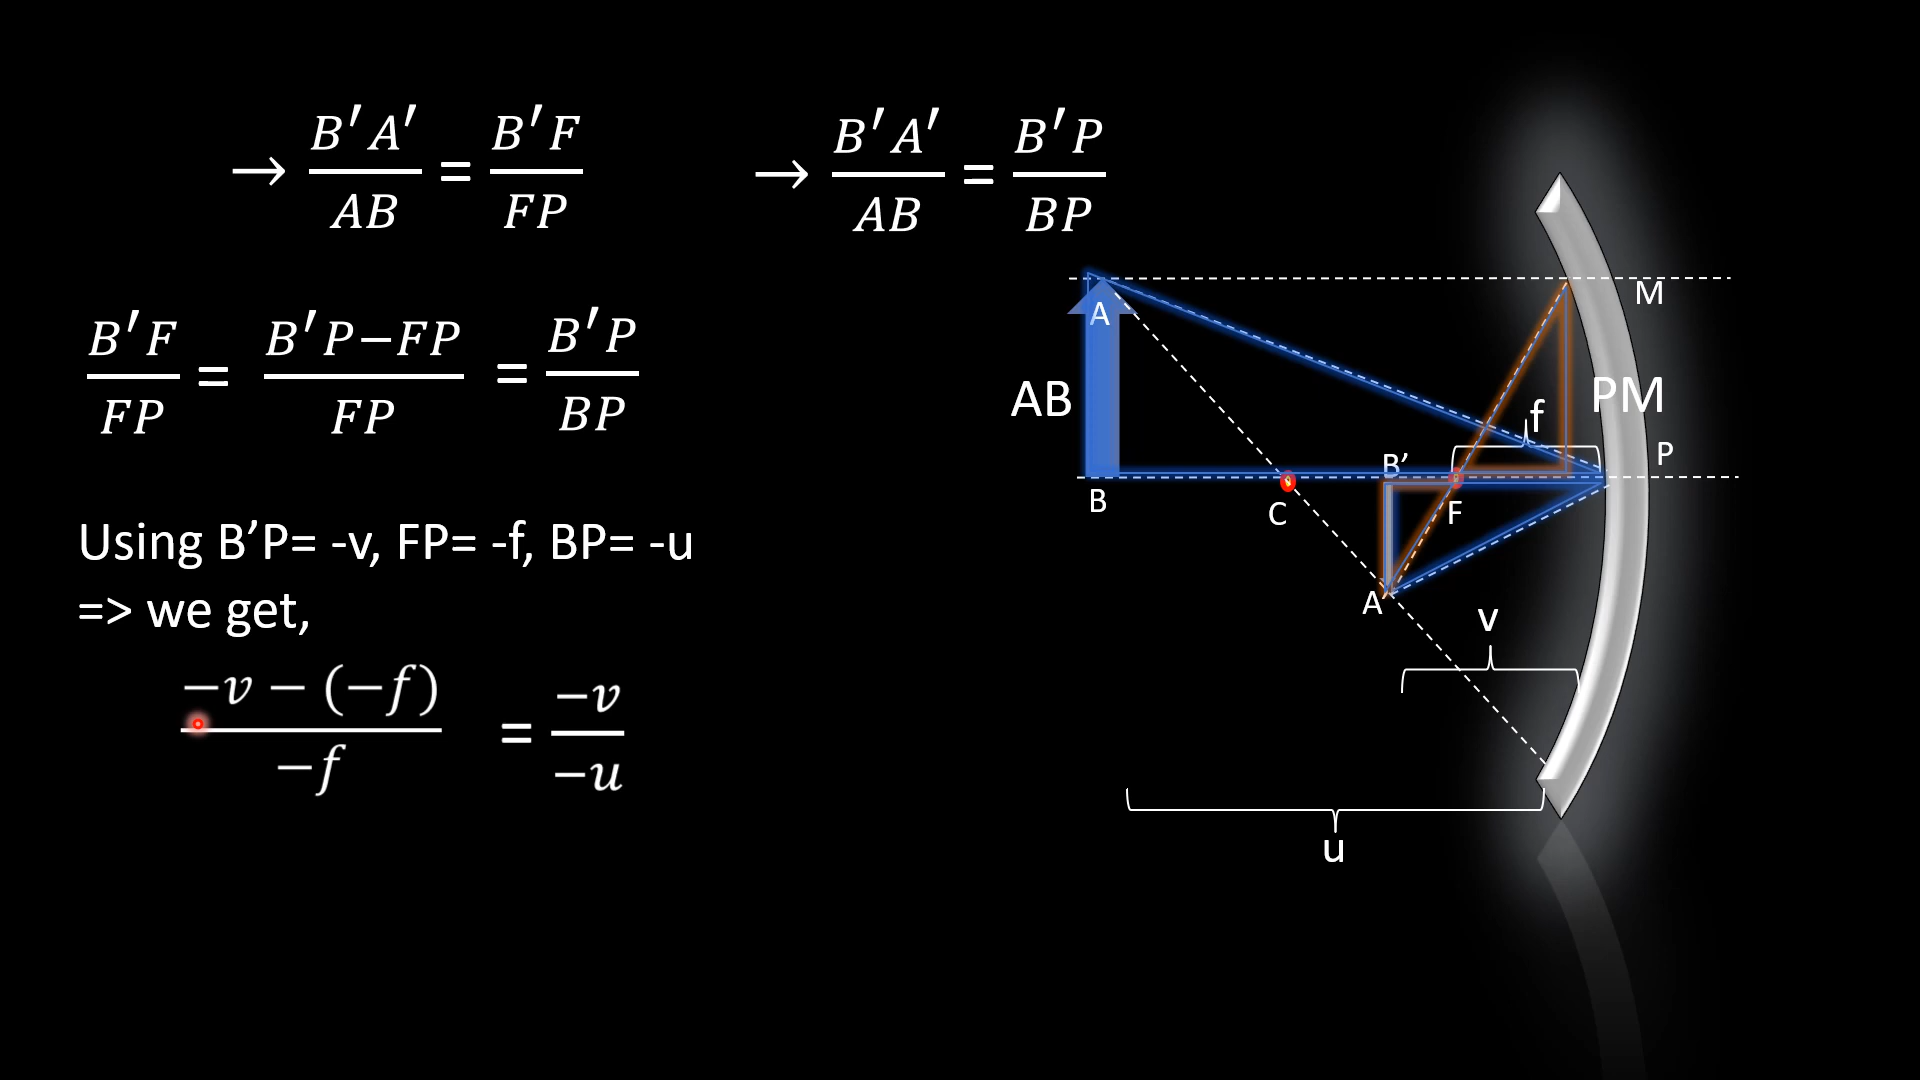 → B′A′/AB = B′F/FP
→ B′A′/AB = B′P/BP
B′F/FP = B′P−FP/FP = B′P/BP
Using B’P= -v, FP= -f, BP= -u
=> we get,
−v − (−f)/−f = −v/−u
M
A
AB
PM
f
P
B’
B
C
F
A’
v
u